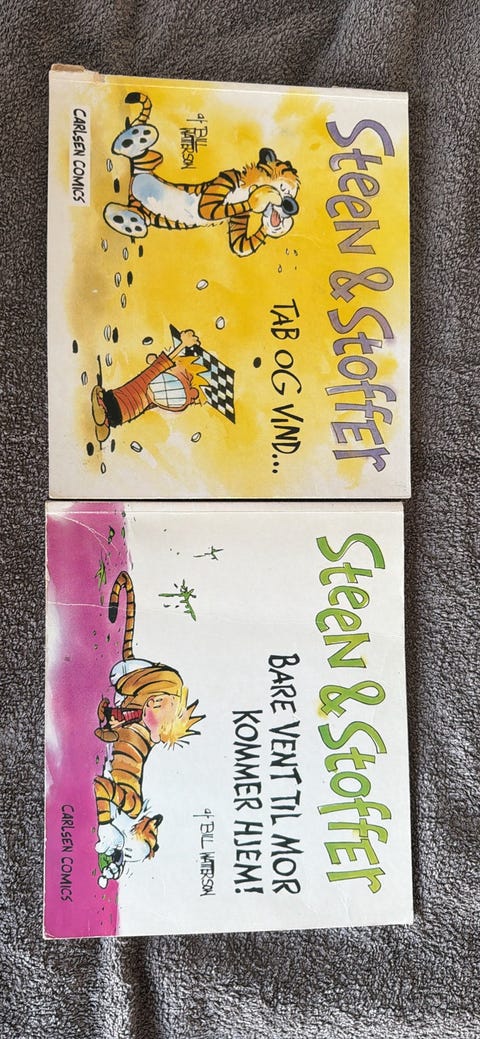 Steen & Stoffer
TAB OG VIND...
af BILL
WATTERSON
CARLSEN COMICS
Steen & Stoffer
BARE VENT TIL MOR
KOMMER HJEM!
af BILL WATTERSON
CARLSEN COMICS